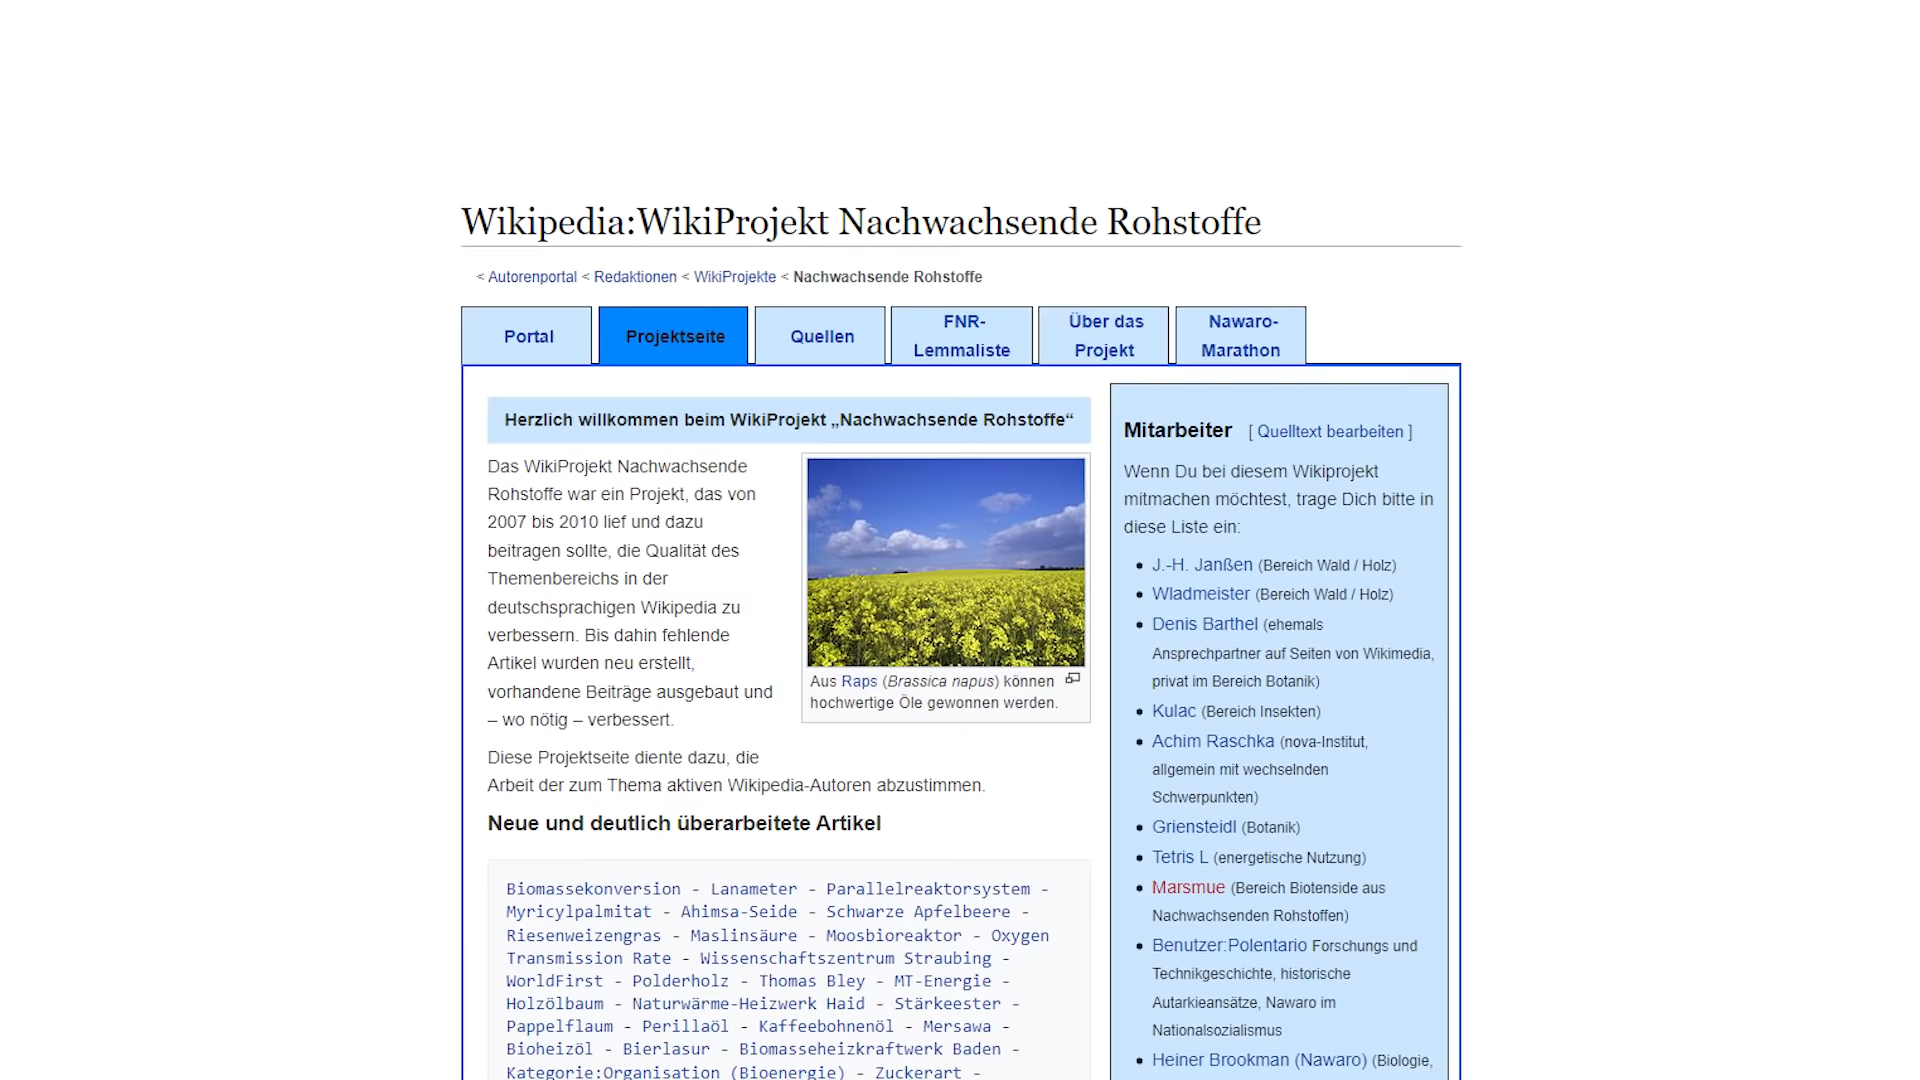 Wikipedia:WikiProjekt Nachwachsende Rohstoffe
< Autorenportal < Redaktionen < WikiProjekte < Nachwachsende Rohstoffe
Portal
Projektseite
Quellen
FNR-
Lemmaliste
Über das
Projekt
Nawaro-
Marathon
Herzlich willkommen beim WikiProjekt „Nachwachsende Rohstoffe“
Das WikiProjekt Nachwachsende
Rohstoffe war ein Projekt, das von
2007 bis 2010 lief und dazu
beitragen sollte, die Qualität des
Themenbereichs in der
deutschsprachigen Wikipedia zu
verbessern. Bis dahin fehlende
Artikel wurden neu erstellt,
vorhandene Beiträge ausgebaut und
– wo nötig – verbessert.
Aus Raps (Brassica napus) können
hochwertige Öle gewonnen werden.
Diese Projektseite diente dazu, die
Arbeit der zum Thema aktiven Wikipedia-Autoren abzustimmen.
Neue und deutlich überarbeitete Artikel
Biomassekonversion - Lanameter - Parallelreaktorsystem -
Myricylpalmitat - Ahimsa-Seide - Schwarze Apfelbeere -
Riesenweizengras - Maslinsäure - Moosbioreaktor - Oxygen
Transmission Rate - Wissenschaftszentrum Straubing -
WorldFirst - Polderholz - Thomas Bley - MT-Energie -
Holzölbaum - Naturwärme-Heizwerk Haid - Stärkeester -
Pappelflaum - Perillaöl - Kaffeebohnenöl - Mersawa -
Bioheizöl - Bierlasur - Biomasseheizkraftwerk Baden -
Kategorie:Organisation (Bioenergie) - Zuckerart -
Mitarbeiter [ Quelltext bearbeiten ]
Wenn Du bei diesem Wikiprojekt
mitmachen möchtest, trage Dich bitte in
diese Liste ein:
J.-H. Janßen (Bereich Wald / Holz)
Wladmeister (Bereich Wald / Holz)
Denis Barthel (ehemals
Ansprechpartner auf Seiten von Wikimedia,
privat im Bereich Botanik)
Kulac (Bereich Insekten)
Achim Raschka (nova-Institut,
allgemein mit wechselnden
Schwerpunkten)
Griensteidl (Botanik)
Tetris L (energetische Nutzung)
Marsmue (Bereich Biotenside aus
Nachwachsenden Rohstoffen)
Benutzer:Polentario Forschungs und
Technikgeschichte, historische
Autarkieansätze, Nawaro im
Nationalsozialismus
Heiner Brookman (Nawaro) (Biologie,